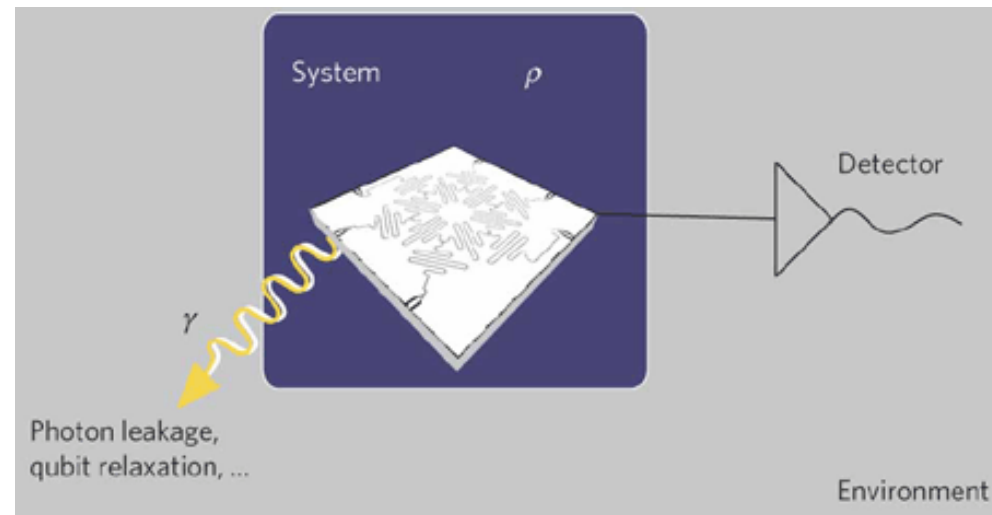 System
ρ
Detector
γ
Photon leakage,
qubit relaxation, ...
Environment